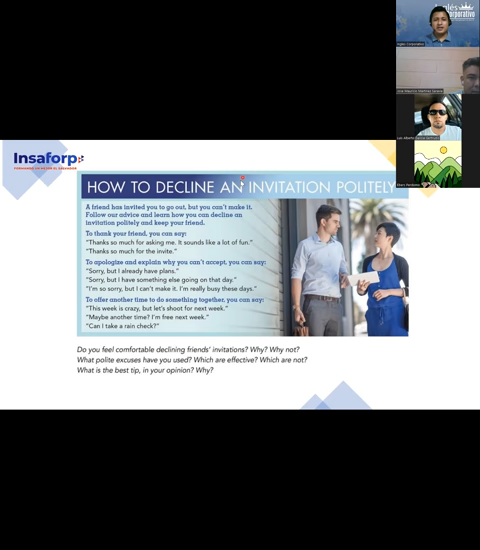 Inglés Corporativo
Insaforp
HOW TO DECLINE AN INVITATION POLITELY
A friend has invited you to go out, but you can't make it.
Follow our advice and learn how you can decline an
invitation politely and keep your friend.
To thank your friend, you can say:
"Thanks so much for asking me. It sounds like a lot of fun."
"Thanks so much for the invite."
To apologize and explain why you can't accept, you can say:
"Sorry, but I already have plans."
"Sorry, but I have something else going on that day."
"I'm so sorry, but I can't make it. I'm really busy these days."
To offer another time to do something together, you can say:
"This week is crazy, but let's shoot for next week."
"Maybe another time? I'm free next week."
"Can I take a rain check?"
Do you feel comfortable declining friends' invitations? Why? Why not?
What polite excuses have you used? Which are effective? Which are not?
What is the best tip, in your opinion? Why?